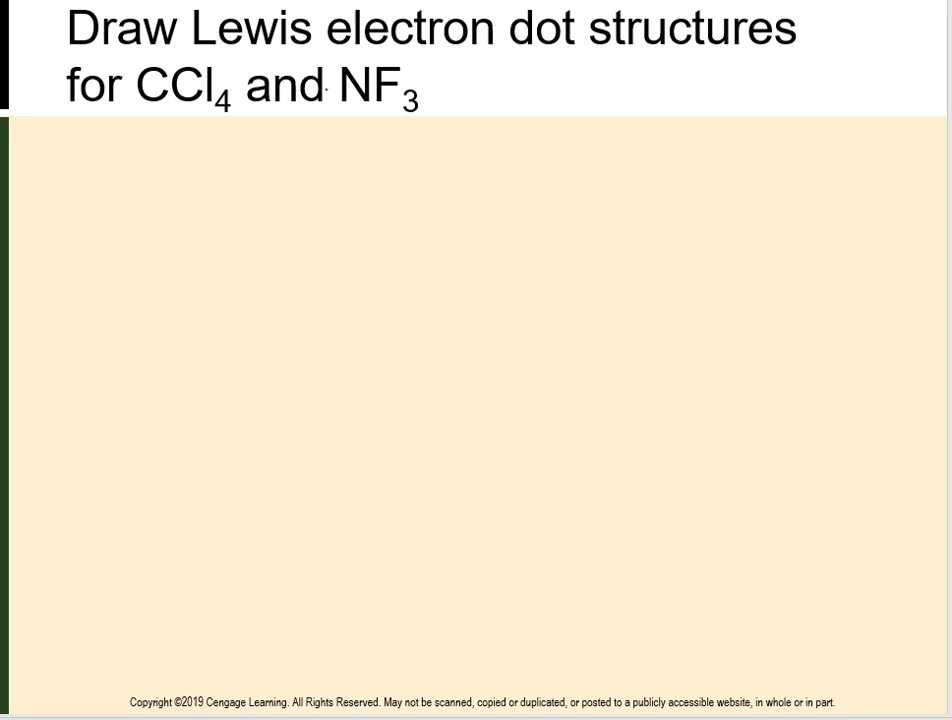 Draw Lewis electron dot structures
for CCl₄ and NF₃
Copyright ©2019 Cengage Learning. All Rights Reserved. May not be scanned, copied or duplicated, or posted to a publicly accessible website, in whole or in part.